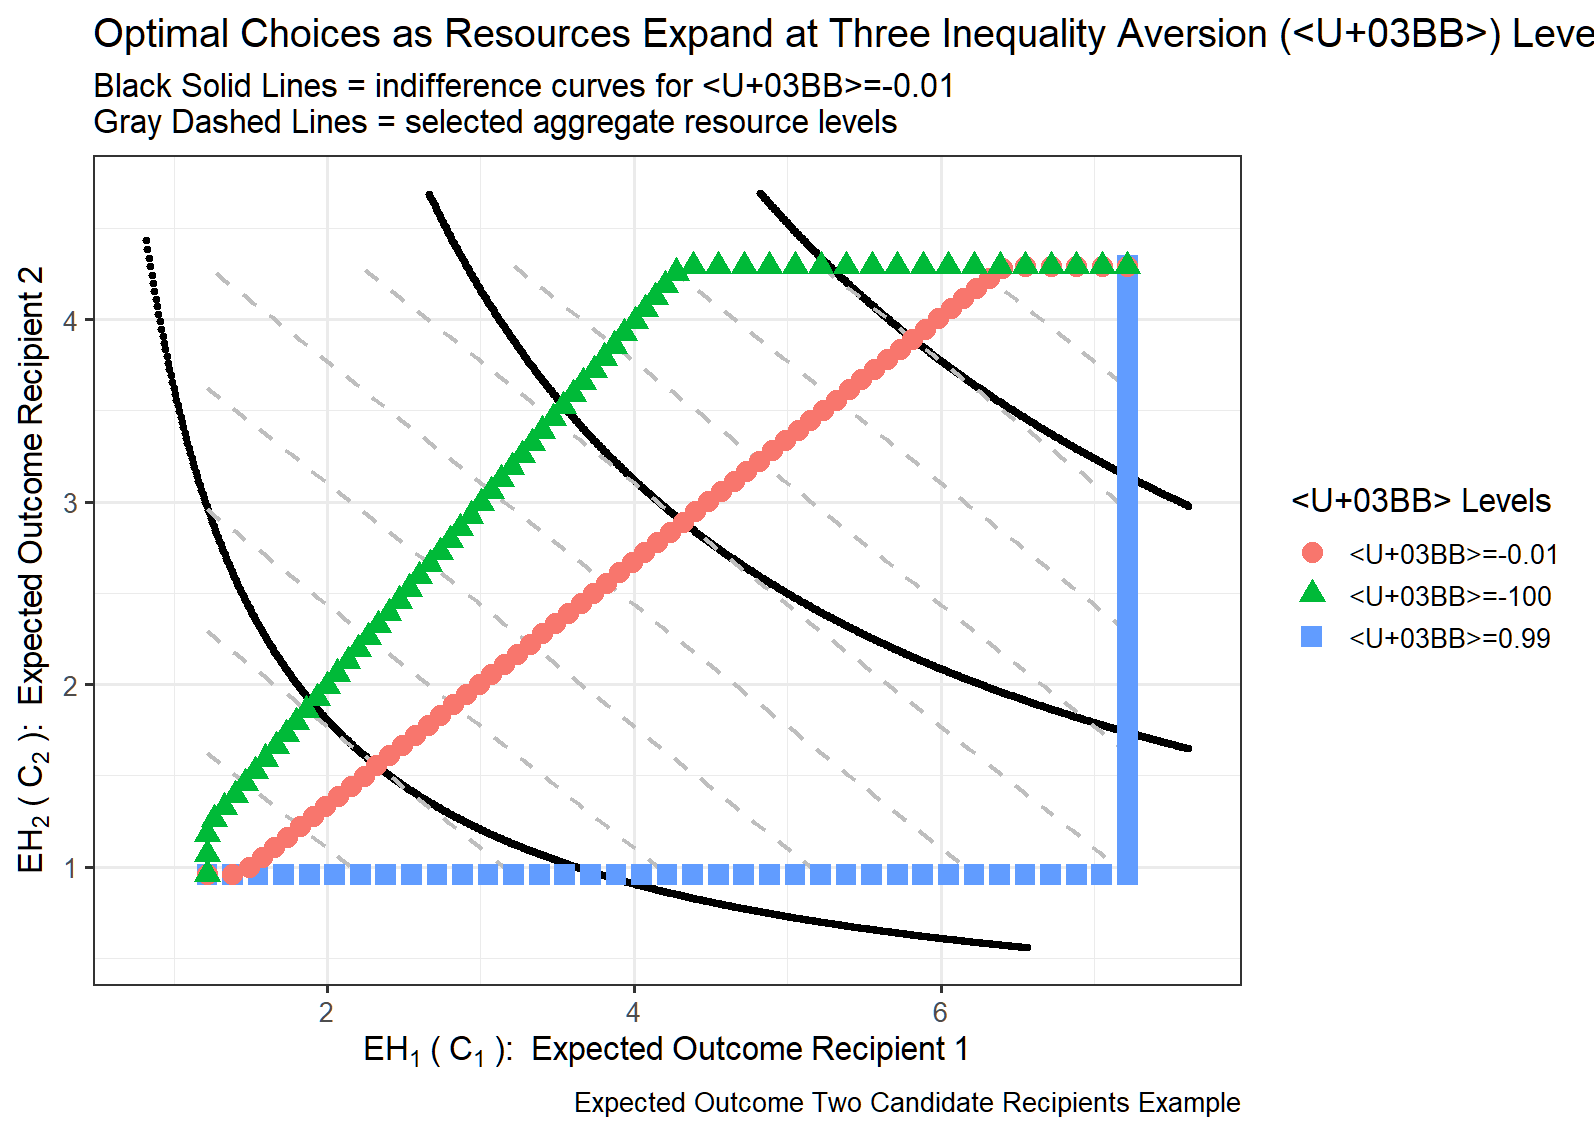 Optimal Choices as Resources Expand at Three Inequality Aversion (<U+03BB>) Leve
Black Solid Lines = indifference curves for <U+03BB>=-0.01
Gray Dashed Lines = selected aggregate resource levels
EH2 ( C2 ):  Expected Outcome Recipient 2
4
3
2
1
2
4
6
EH1 ( C1 ):  Expected Outcome Recipient 1
<U+03BB> Levels
<U+03BB>=-0.01
<U+03BB>=-100
<U+03BB>=0.99
Expected Outcome Two Candidate Recipients Example